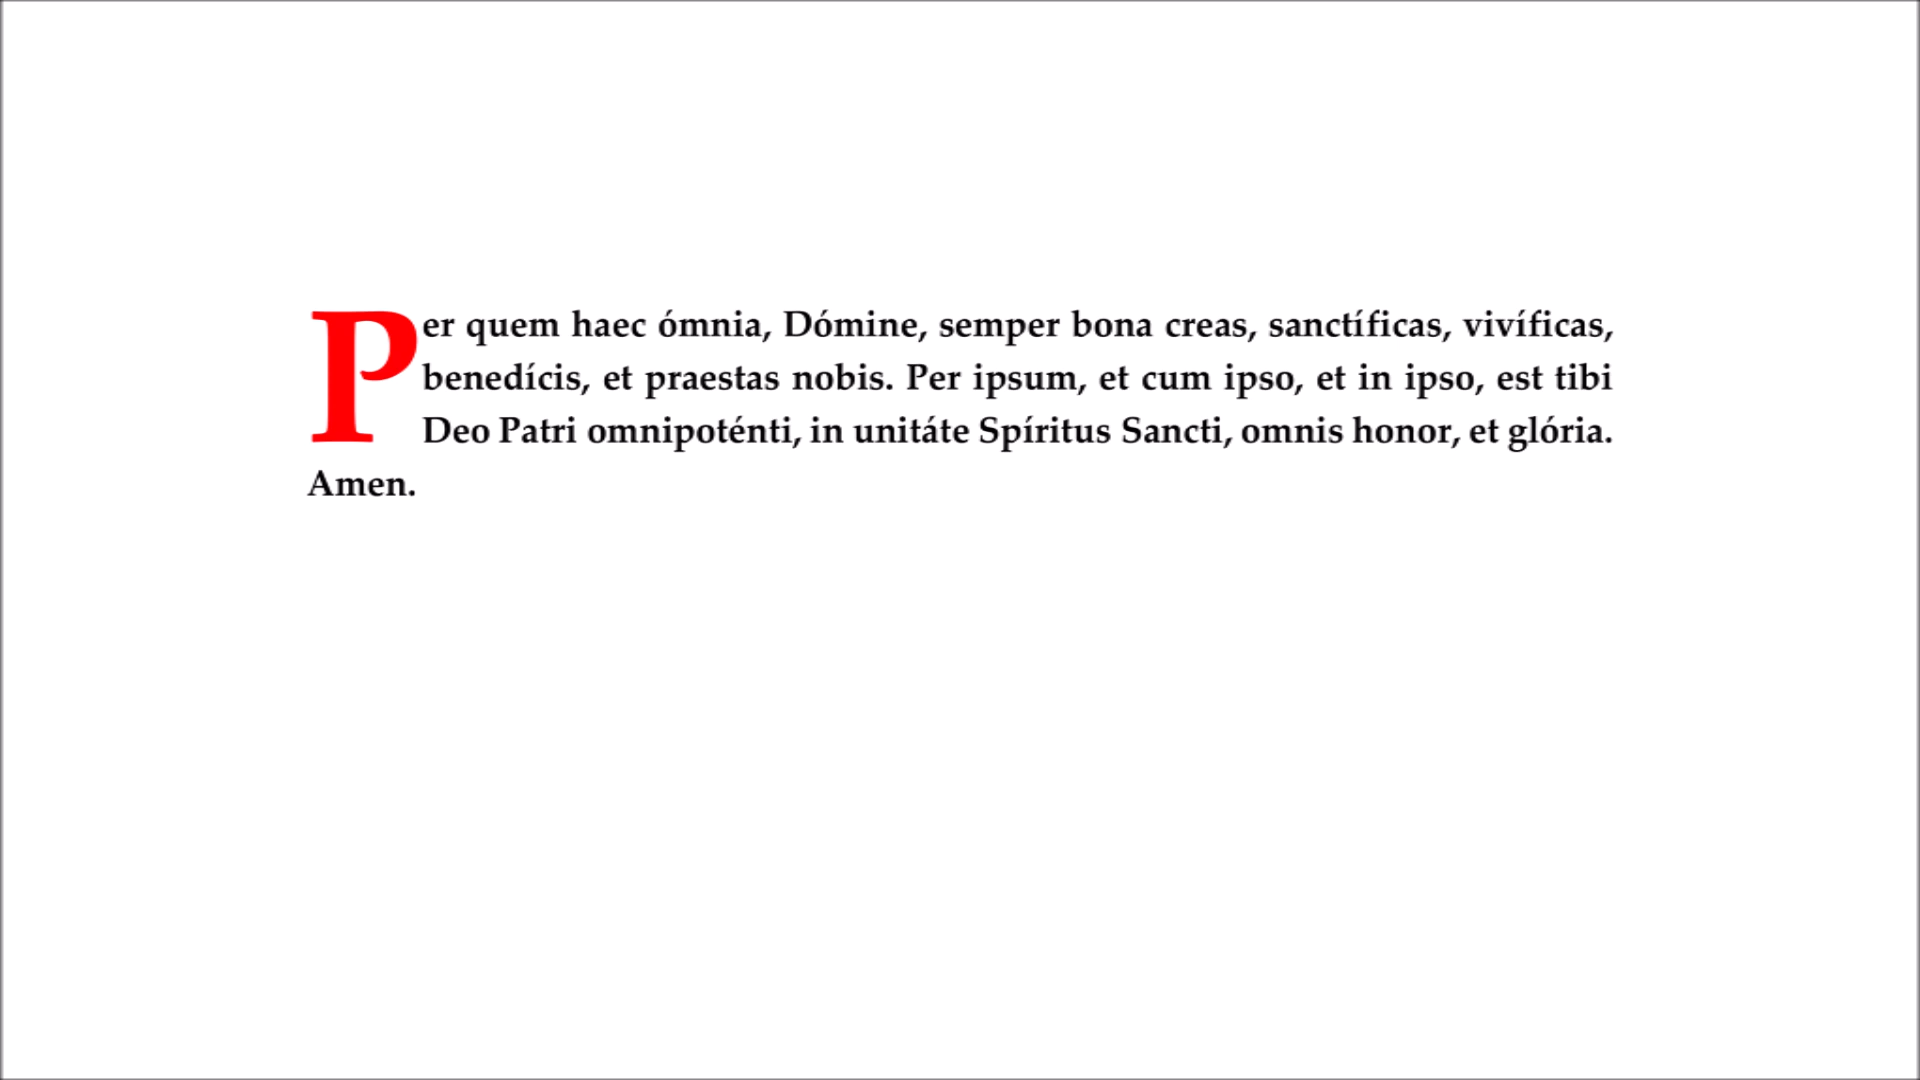 Per quem haec ómnia, Dómine, semper bona creas, sanctíficas, vivíficas,
benedícis, et praestas nobis. Per ipsum, et cum ipso, et in ipso, est tibi
Deo Patri omnipoténti, in unitáte Spíritus Sancti, omnis honor, et glória.
Amen.